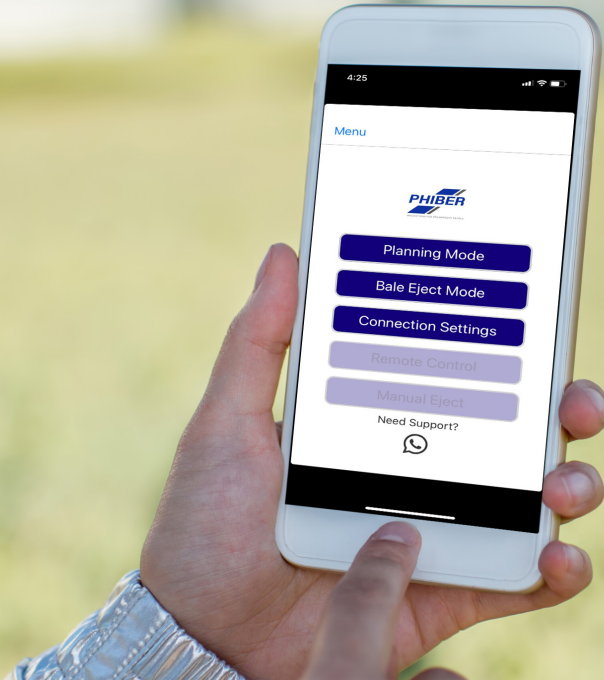 4:25
Menu
PHIBER
Planning Mode
Bale Eject Mode
Connection Settings
Remote Control
Manual Eject
Need Support?